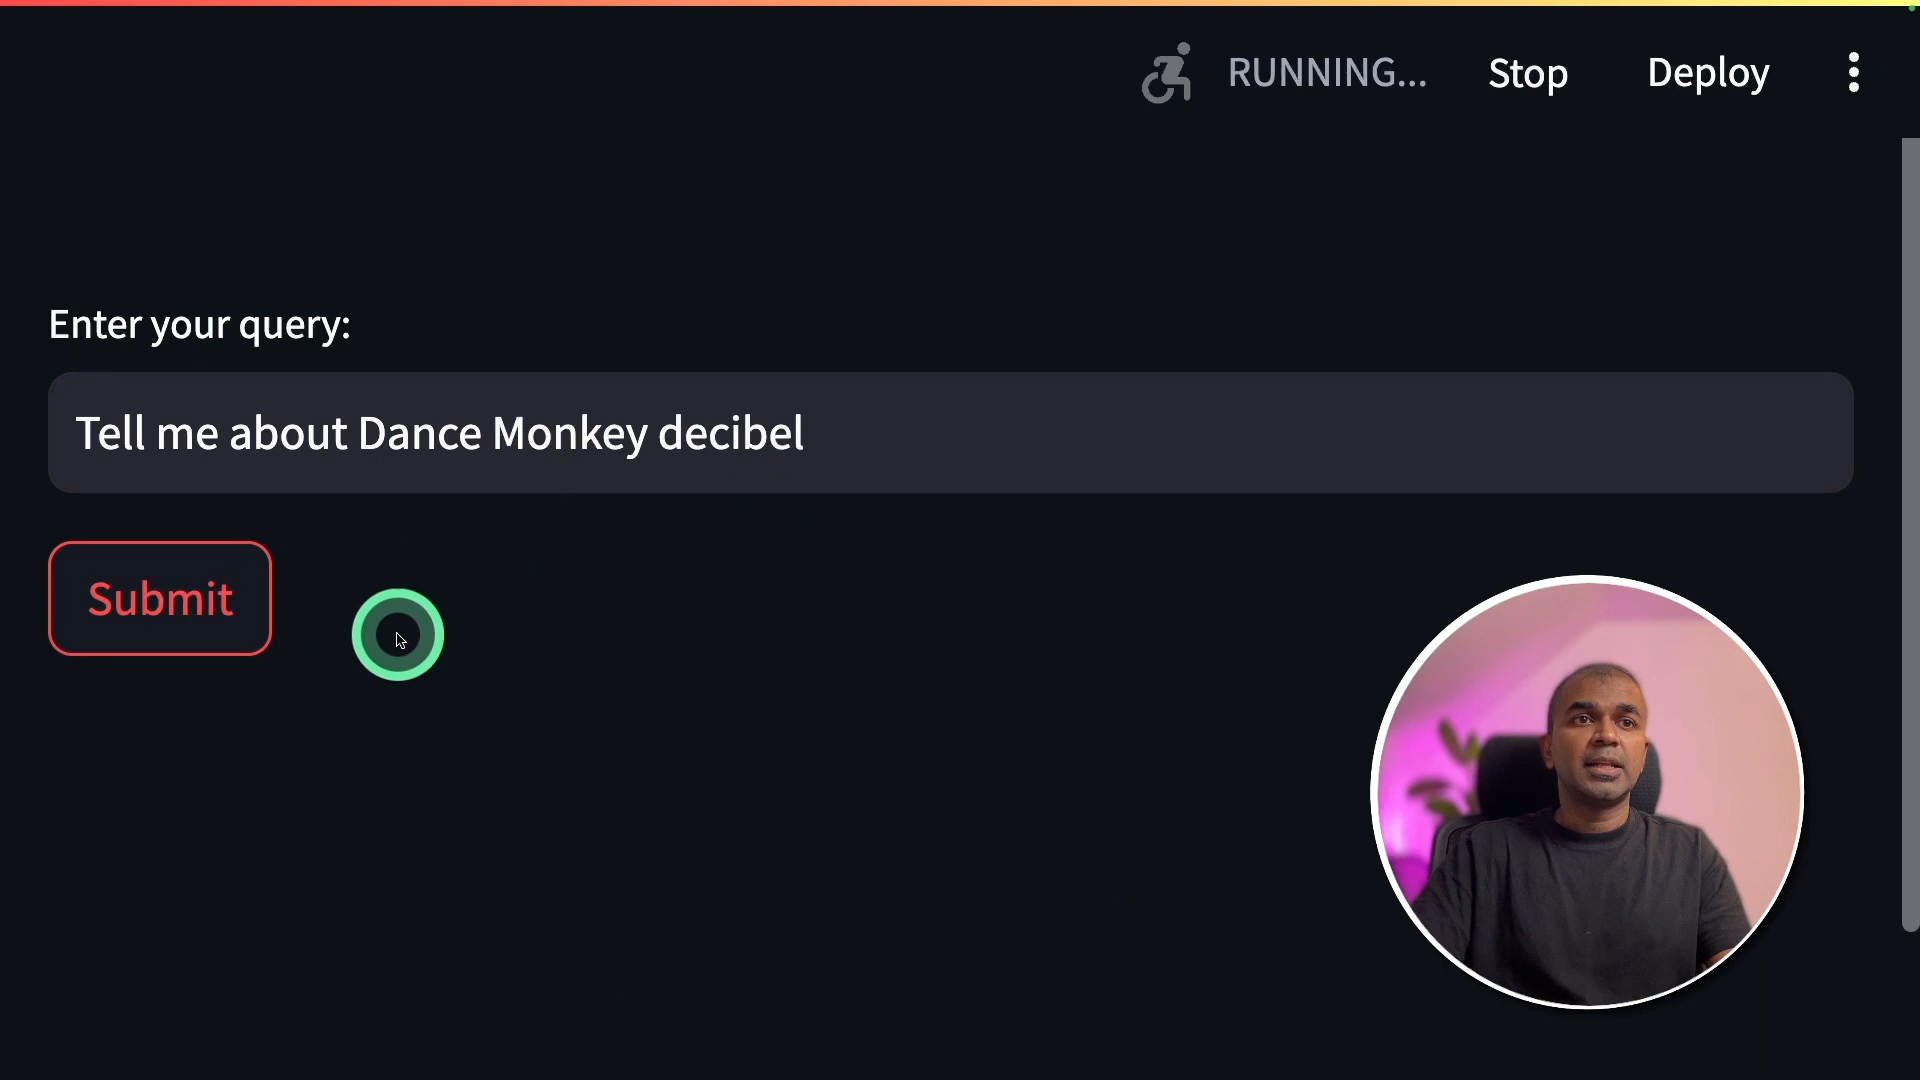 RUNNING...
Stop
Deploy
Enter your query:
Tell me about Dance Monkey decibel
Submit